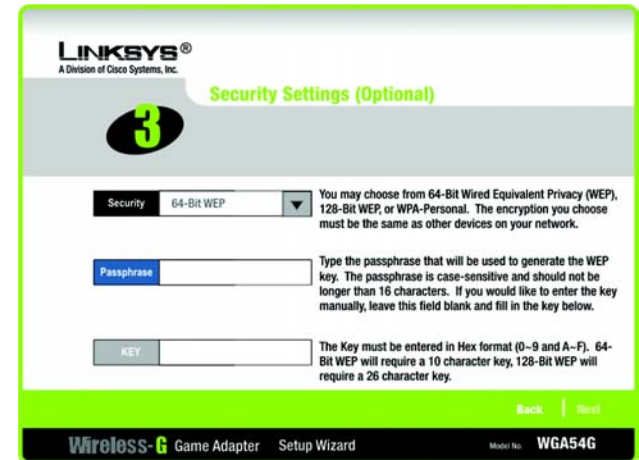 LINKSYS®
A Division of Cisco Systems, Inc.
Security Settings (Optional)
3
Security
64-Bit WEP
You may choose from 64-Bit Wired Equivalent Privacy (WEP),
128-Bit WEP, or WPA-Personal. The encryption you choose
must be the same as other devices on your network.
Passphrase
Type the passphrase that will be used to generate the WEP
key. The passphrase is case-sensitive and should not be
longer than 16 characters. If you would like to enter the key
manually, leave this field blank and fill in the key below.
KEY
The Key must be entered in Hex format (0~9 and A~F). 64-
Bit WEP will require a 10 character key, 128-Bit WEP will
require a 26 character key.
Back | Next
Wireless-G Game Adapter Setup Wizard Model No. WGA54G